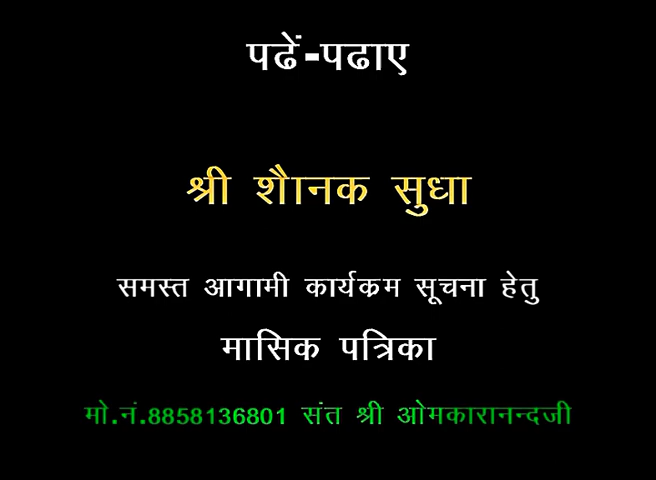 पढें-पढाए
श्री शौनक सुधा
समस्त आगामी कार्यक्रम सूचना हेतु
मासिक पत्रिका
मो.नं.8858136801 संत श्री ओमकारानन्दजी